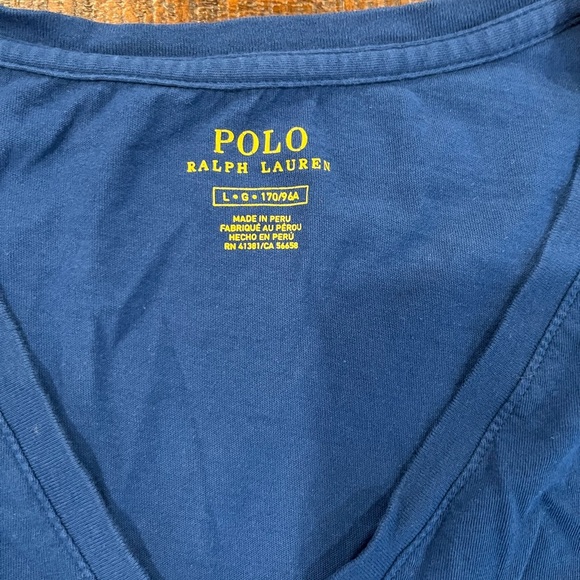 POLO
RALPH LAUREN
L • G • 170/96A
MADE IN PERU
FABRIQUÉ AU PÉROU
HECHO EN PERÚ
RN 41381/CA 56658